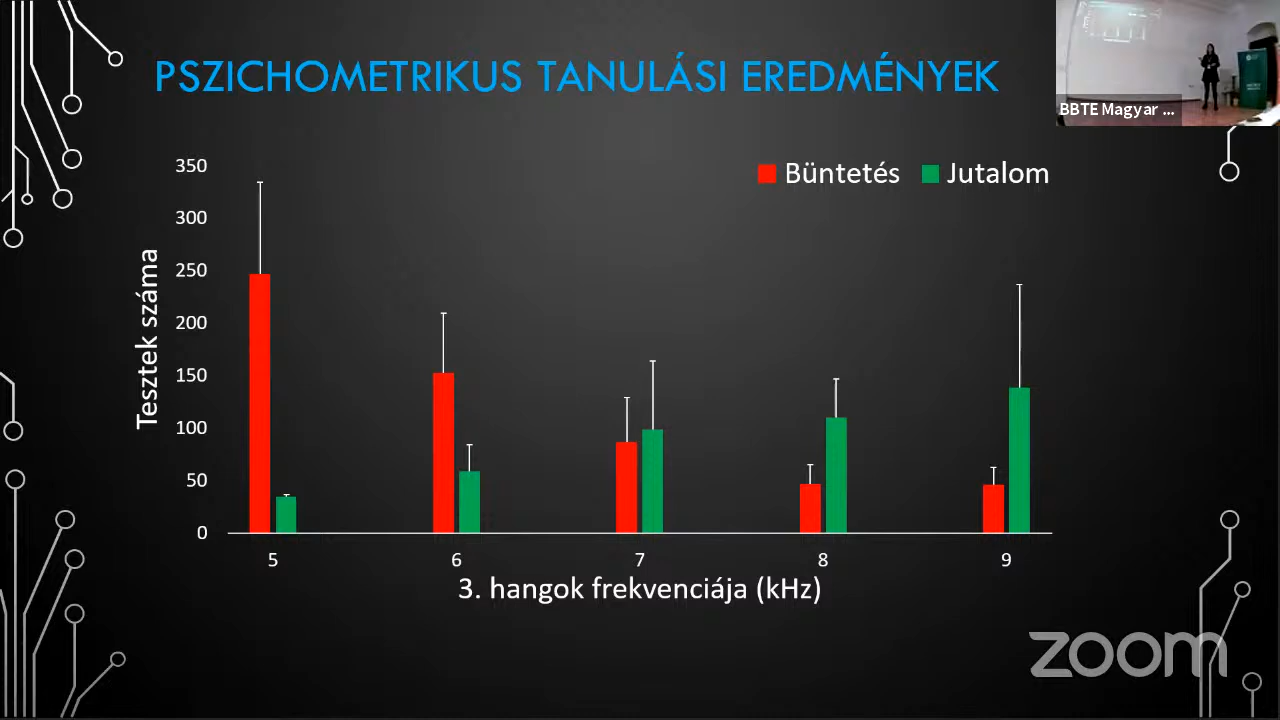 PSZICHOMETRIKUS TANULÁSI EREDMÉNYEK
BBTE Magyar ...
Büntetés Jutalom
Tesztek száma
350
300
250
200
150
100
50
0
5 6 7 8 9
3. hangok frekvenciája (kHz)
zoom